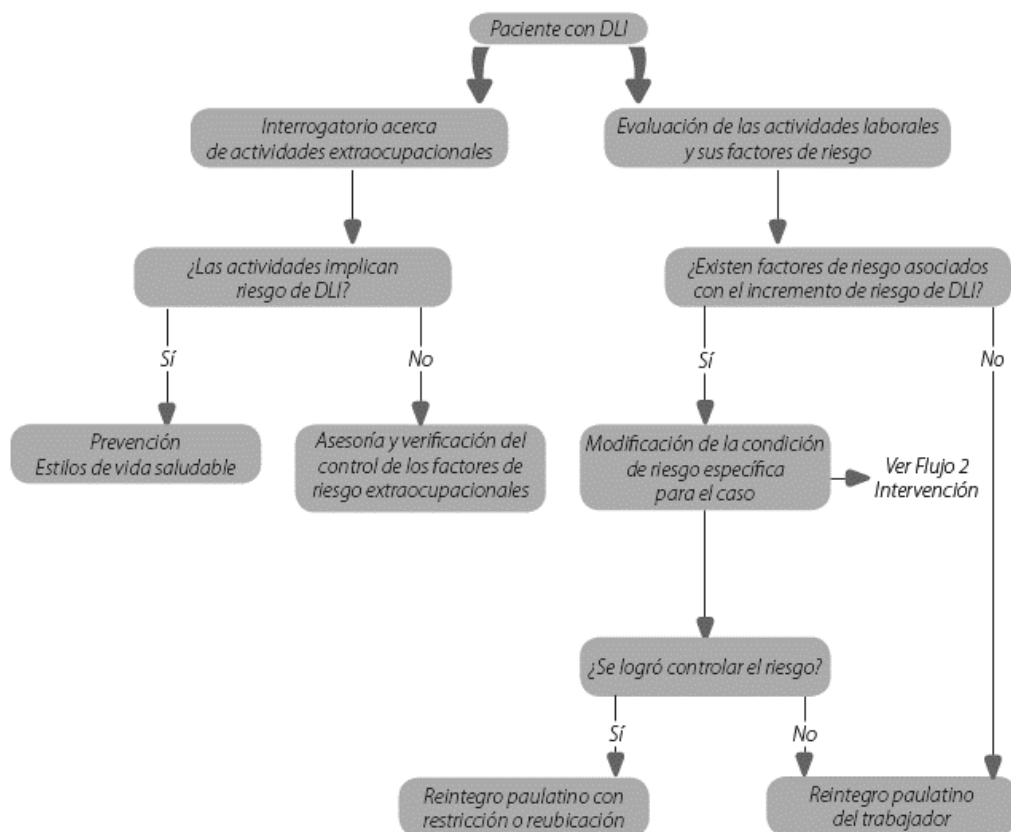 Paciente con DLI
Interrogatorio acerca
de actividades extraocupacionales
Evaluación de las actividades laborales
y sus factores de riesgo
¿Las actividades implican
riesgo de DLI?
¿Existen factores de riesgo asociados
con el incremento de riesgo de DLI?
Sí
No
Sí
No
Prevención
Estilos de vida saludable
Asesoría y verificación del
control de los factores de
riesgo extraocupacionales
Modificación de la condición
de riesgo específica
para el caso
Ver Flujo 2
Intervención
¿Se logró controlar el riesgo?
Sí
No
Reintegro paulatino con
restricción o reubicación
Reintegro paulatino
del trabajador